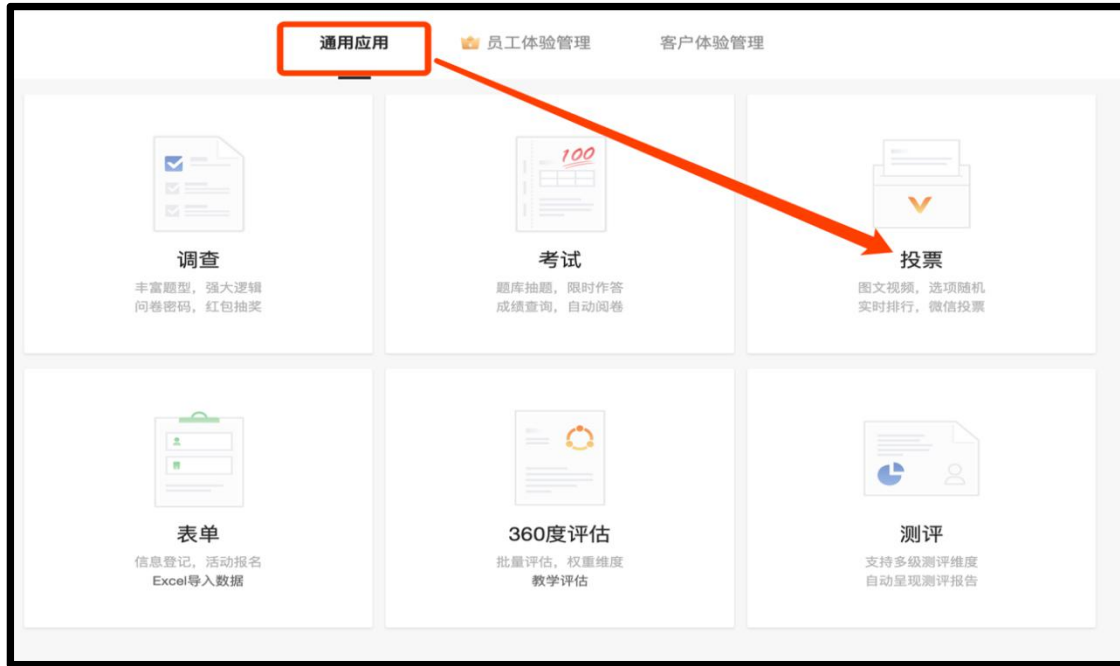 通用应用
员工体验管理
客户体验管理
100
调查
丰富题型，强大逻辑
问卷密码，红包抽奖
考试
题库抽题，限时作答
成绩查询，自动阅卷
投票
图文视频，选项随机
实时排行，微信投票
表单
信息登记，活动报名
Excel导入数据
360度评估
批量评估，权重维度
教学评估
测评
支持多级测评维度
自动呈现测评报告